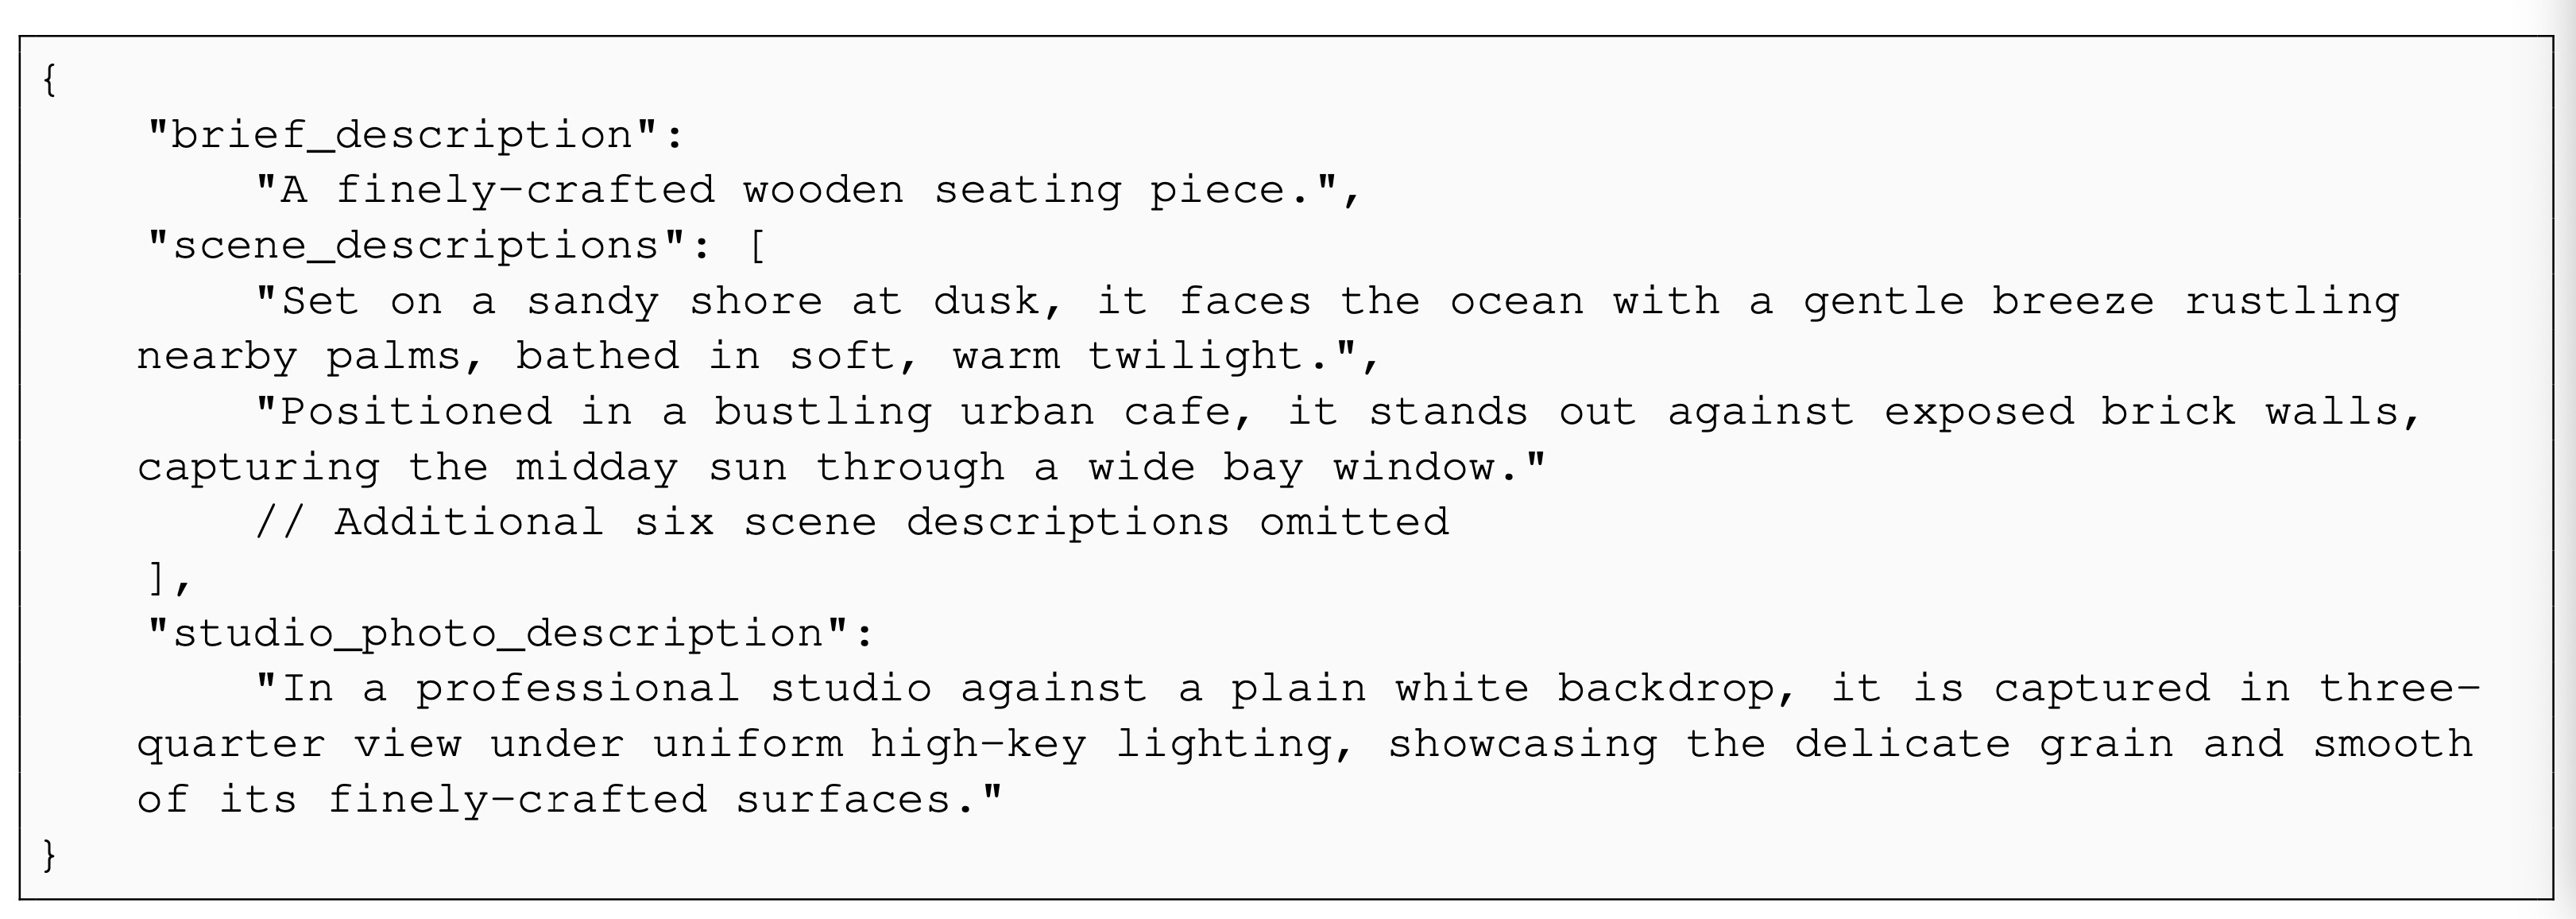 {
"brief_description":
"A finely-crafted wooden seating piece.",
"scene_descriptions": [
"Set on a sandy shore at dusk, it faces the ocean with a gentle breeze rustling
nearby palms, bathed in soft, warm twilight.",
"Positioned in a bustling urban cafe, it stands out against exposed brick walls,
capturing the midday sun through a wide bay window."
// Additional six scene descriptions omitted
],
"studio_photo_description":
"In a professional studio against a plain white backdrop, it is captured in three-
quarter view under uniform high-key lighting, showcasing the delicate grain and smooth
of its finely-crafted surfaces."
}